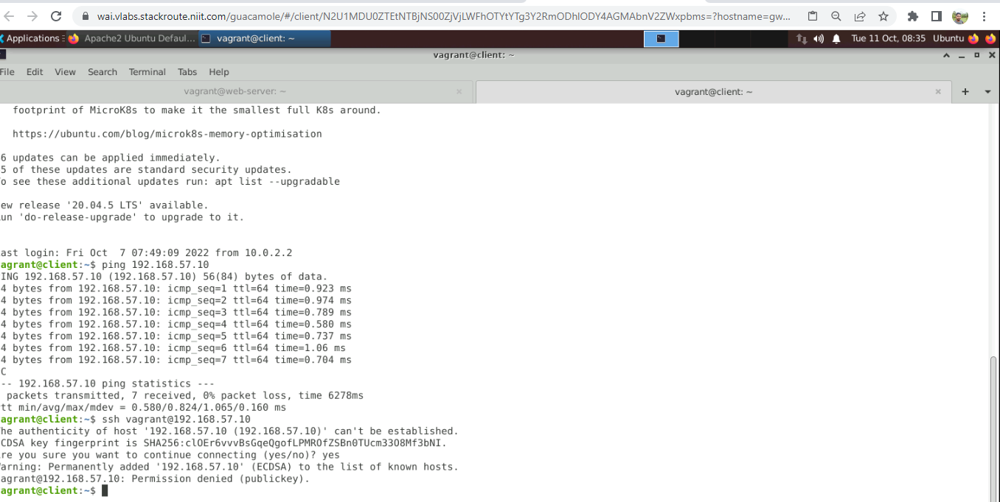 wai.vlabs.stackroute.niit.com/guacamole/#/client/N2U1MDU0ZTEtNTBjNS00ZjVjLWFhOTYtYTg3Y2RmODhlODY4AGMAbnV2ZWxpbms=?hostname=gw...
Applications Apache2 Ubuntu Defaul... vagrant@client: ~ Tue 11 Oct, 08:35 Ubuntu
vagrant@client: ~
File Edit View Search Terminal Tabs Help
vagrant@web-server: ~ vagrant@client: ~
footprint of MicroK8s to make it the smallest full K8s around.
https://ubuntu.com/blog/microk8s-memory-optimisation
6 updates can be applied immediately.
5 of these updates are standard security updates.
o see these additional updates run: apt list --upgradable
ew release '20.04.5 LTS' available.
un 'do-release-upgrade' to upgrade to it.
ast login: Fri Oct  7 07:49:09 2022 from 10.0.2.2
agrant@client:~$ ping 192.168.57.10
ING 192.168.57.10 (192.168.57.10) 56(84) bytes of data.
4 bytes from 192.168.57.10: icmp_seq=1 ttl=64 time=0.923 ms
4 bytes from 192.168.57.10: icmp_seq=2 ttl=64 time=0.974 ms
4 bytes from 192.168.57.10: icmp_seq=3 ttl=64 time=0.789 ms
4 bytes from 192.168.57.10: icmp_seq=4 ttl=64 time=0.580 ms
4 bytes from 192.168.57.10: icmp_seq=5 ttl=64 time=0.737 ms
4 bytes from 192.168.57.10: icmp_seq=6 ttl=64 time=1.06 ms
4 bytes from 192.168.57.10: icmp_seq=7 ttl=64 time=0.704 ms
C
-- 192.168.57.10 ping statistics ---
packets transmitted, 7 received, 0% packet loss, time 6278ms
tt min/avg/max/mdev = 0.580/0.824/1.065/0.160 ms
agrant@client:~$ ssh vagrant@192.168.57.10
he authenticity of host '192.168.57.10 (192.168.57.10)' can't be established.
CDSA key fingerprint is SHA256:clOEr6vvvBsGqeQgofLPMROfZSBn0TUcm33O8Mf3bNI.
re you sure you want to continue connecting (yes/no)? yes
arning: Permanently added '192.168.57.10' (ECDSA) to the list of known hosts.
agrant@192.168.57.10: Permission denied (publickey).
agrant@client:~$